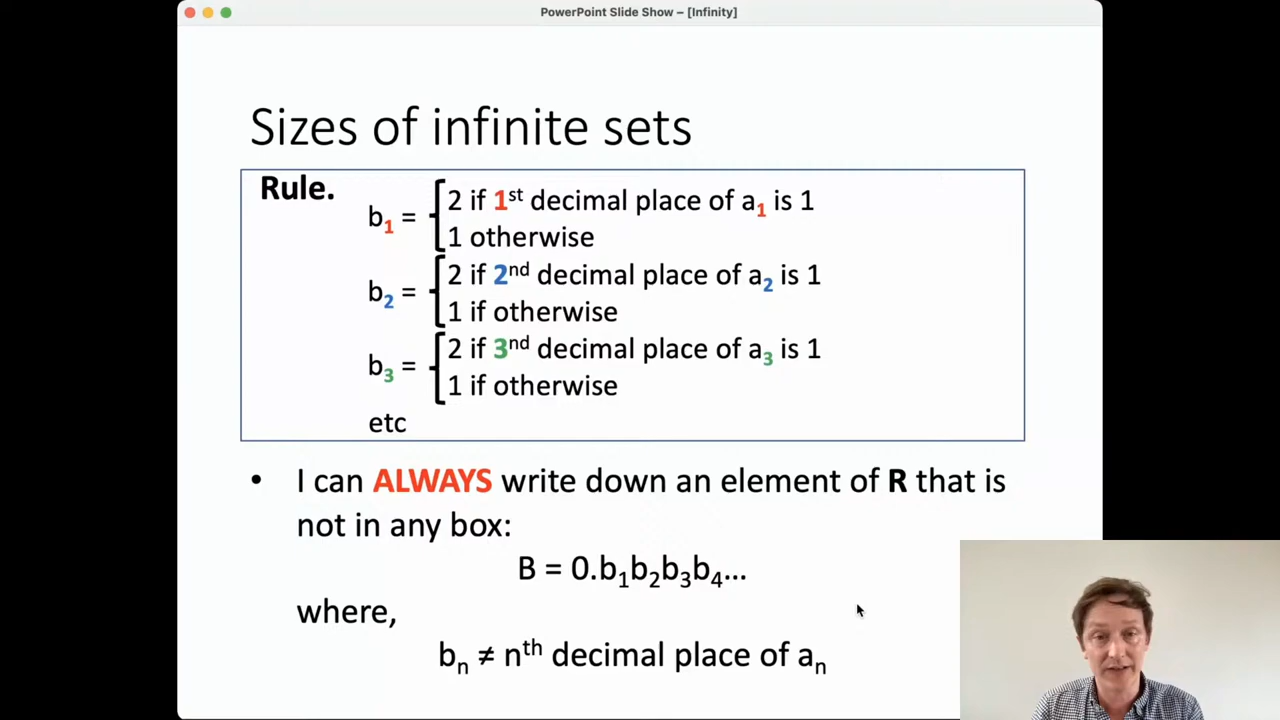 PowerPoint Slide Show – [Infinity]
Sizes of infinite sets
Rule.
b₁ = 2 if 1ˢᵗ decimal place of a₁ is 1
1 otherwise
b₂ = 2 if 2ⁿᵈ decimal place of a₂ is 1
1 if otherwise
b₃ = 2 if 3ⁿᵈ decimal place of a₃ is 1
1 if otherwise
etc
• I can ALWAYS write down an element of R that is
not in any box:
B = 0.b₁b₂b₃b₄...
where,
bₙ ≠ nᵗʰ decimal place of aₙ